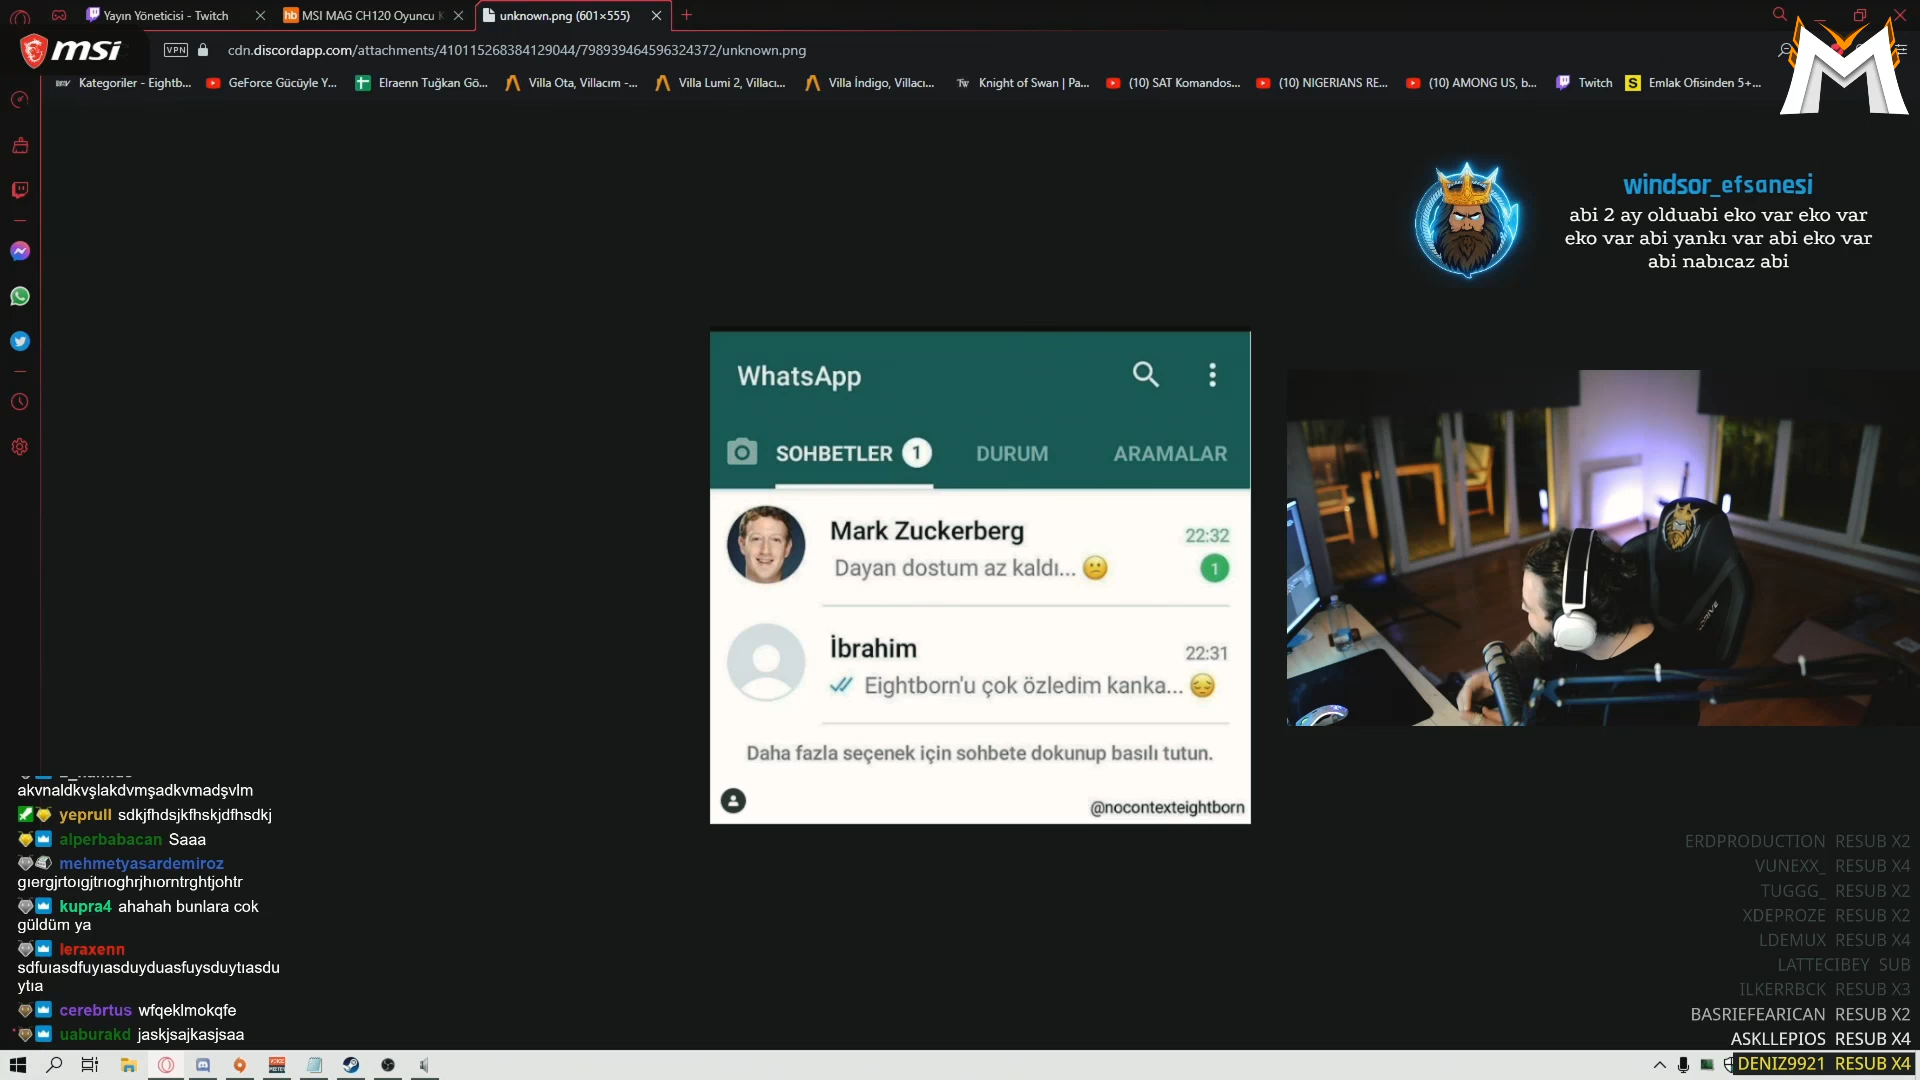 Yayın Yöneticisi - Twitch
MSI MAG CH120 Oyuncu
unknown.png (601×555)
msi
VPN
cdn.discordapp.com/attachments/410115268384129044/798939464596324372/unknown.png
Kategoriler - Eightb...
GeForce Gücüyle Y...
Elraenn Tuğkan Gö...
Villa Ota, Villacım -...
Villa Lumi 2, Villacı...
Villa İndigo, Villacım...
Knight of Swan | Pa...
(10) SAT Komandos...
(10) NIGERIANS RE...
(10) AMONG US, b...
Twitch
Emlak Ofisinden 5+...
windsor_efsanesi
abi 2 ay olduabi eko var eko var
eko var abi yankı var abi eko var
abi nabıcaz abi
WhatsApp
SOHBETLER 1
DURUM
ARAMALAR
Mark Zuckerberg
22:32
Dayan dostum az kaldı... 😕
1
İbrahim
22:31
Eightborn'u çok özledim kanka... 😔
Daha fazla seçenek için sohbete dokunup basılı tutun.
@nocontexteightborn
akvnaldkvşlakdvmşadkvmadşvlm
yeprull sdkjfhdsjkfhskjdfhsdkj
alperbabacan Saaa
mehmetyasardemiroz
gıergjrtoıgjtrıoghrjhıorntrghtjohtr
kupra4 ahahah bunlara cok
güldüm ya
leraxenn
sdfuıasdfuyıasduyduasfuysduytıasdu
ytıa
cerebrtus wfqeklmokqfe
uaburakd jaskjsajkasjsaa
ERDPRODUCTION RESUB X2
VUNEXX_ RESUB X4
TUGGG_ RESUB X2
XDEPROZE RESUB X2
LDEMUX RESUB X4
LATTECIBEY SUB
ILKERRBCK RESUB X3
BASRIEFEARICAN RESUB X2
ASKLLEPIOS RESUB X4
DENIZ9921 RESUB X4